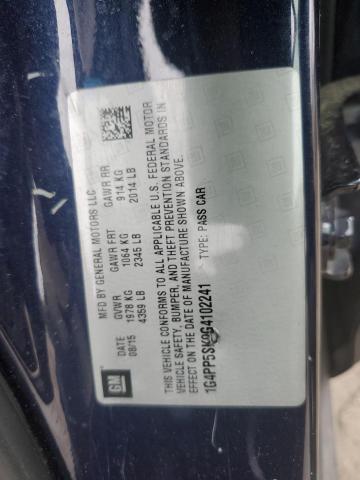 MFD BY GENERAL MOTORS LLC
DATE GVWR GAWR FRT GAWR RR
08/15 1978 KG 1064 KG 914 KG
4359 LB 2345 LB 2014 LB
GM
THIS VEHICLE CONFORMS TO ALL APPLICABLE U.S. FEDERAL MOTOR
VEHICLE SAFETY, BUMPER, AND THEFT PREVENTION STANDARDS IN
EFFECT ON THE DATE OF MANUFACTURE SHOWN ABOVE.
TYPE: PASS CAR